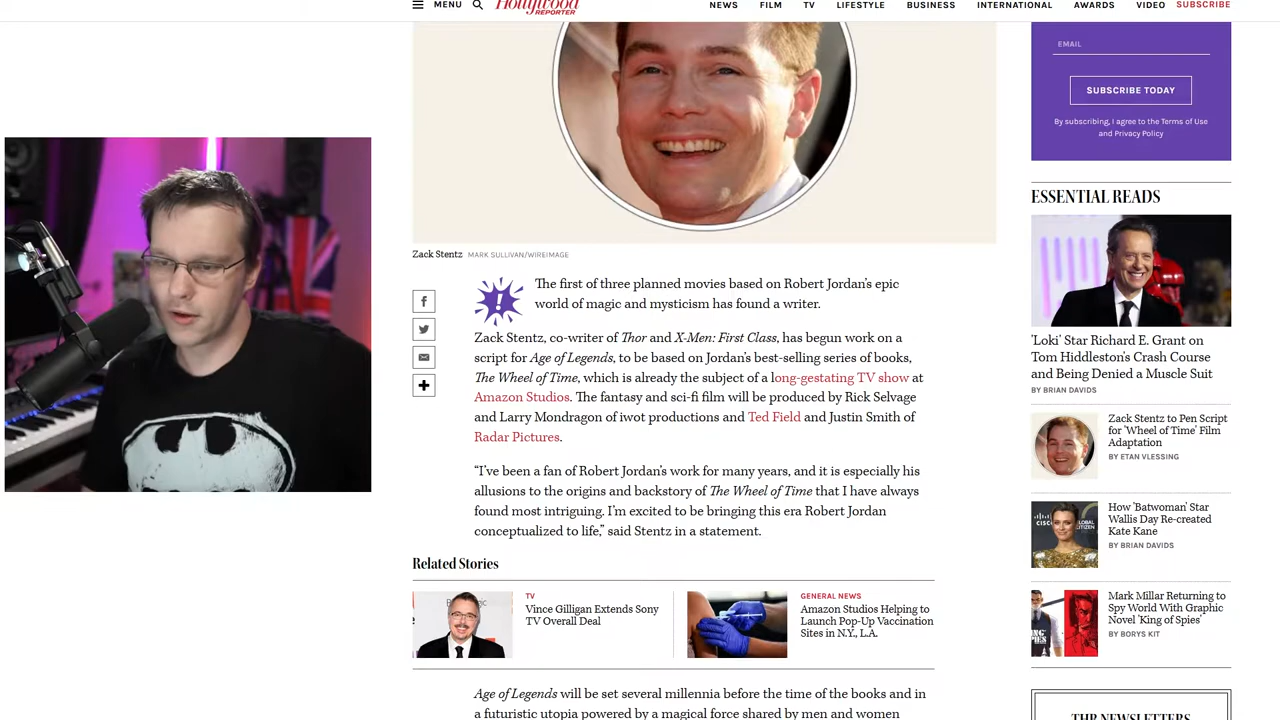 MENU
Hollywood
REPORTER
NEWS
FILM
TV
LIFESTYLE
BUSINESS
INTERNATIONAL
AWARDS
VIDEO
SUBSCRIBE
Zack Stentz MARK SULLIVAN/WIREIMAGE
The first of three planned movies based on Robert Jordan's epic
world of magic and mysticism has found a writer.
Zack Stentz, co-writer of Thor and X-Men: First Class, has begun work on a
script for Age of Legends, to be based on Jordan's best-selling series of books,
The Wheel of Time, which is already the subject of a long-gestating TV show at
Amazon Studios. The fantasy and sci-fi film will be produced by Rick Selvage
and Larry Mondragon of iwot productions and Ted Field and Justin Smith of
Radar Pictures.
“I've been a fan of Robert Jordan's work for many years, and it is especially his
allusions to the origins and backstory of The Wheel of Time that I have always
found most intriguing. I'm excited to be bringing this era Robert Jordan
conceptualized to life,” said Stentz in a statement.
Related Stories
TV
Vince Gilligan Extends Sony
TV Overall Deal
GENERAL NEWS
Amazon Studios Helping to
Launch Pop-Up Vaccination
Sites in N.Y., L.A.
Age of Legends will be set several millennia before the time of the books and in
a futuristic utopia powered by a magical force shared by men and women
EMAIL
SUBSCRIBE TODAY
By subscribing, I agree to the Terms of Use
and Privacy Policy
ESSENTIAL READS
'Loki' Star Richard E. Grant on
Tom Hiddleston's Crash Course
and Being Denied a Muscle Suit
BY BRIAN DAVIDS
Zack Stentz to Pen Script
for 'Wheel of Time' Film
Adaptation
BY ETAN VLESSING
How 'Batwoman' Star
Wallis Day Re-created
Kate Kane
BY BRIAN DAVIDS
Mark Millar Returning to
Spy World With Graphic
Novel 'King of Spies'
BY BORYS KIT
THR NEWSLETTERS